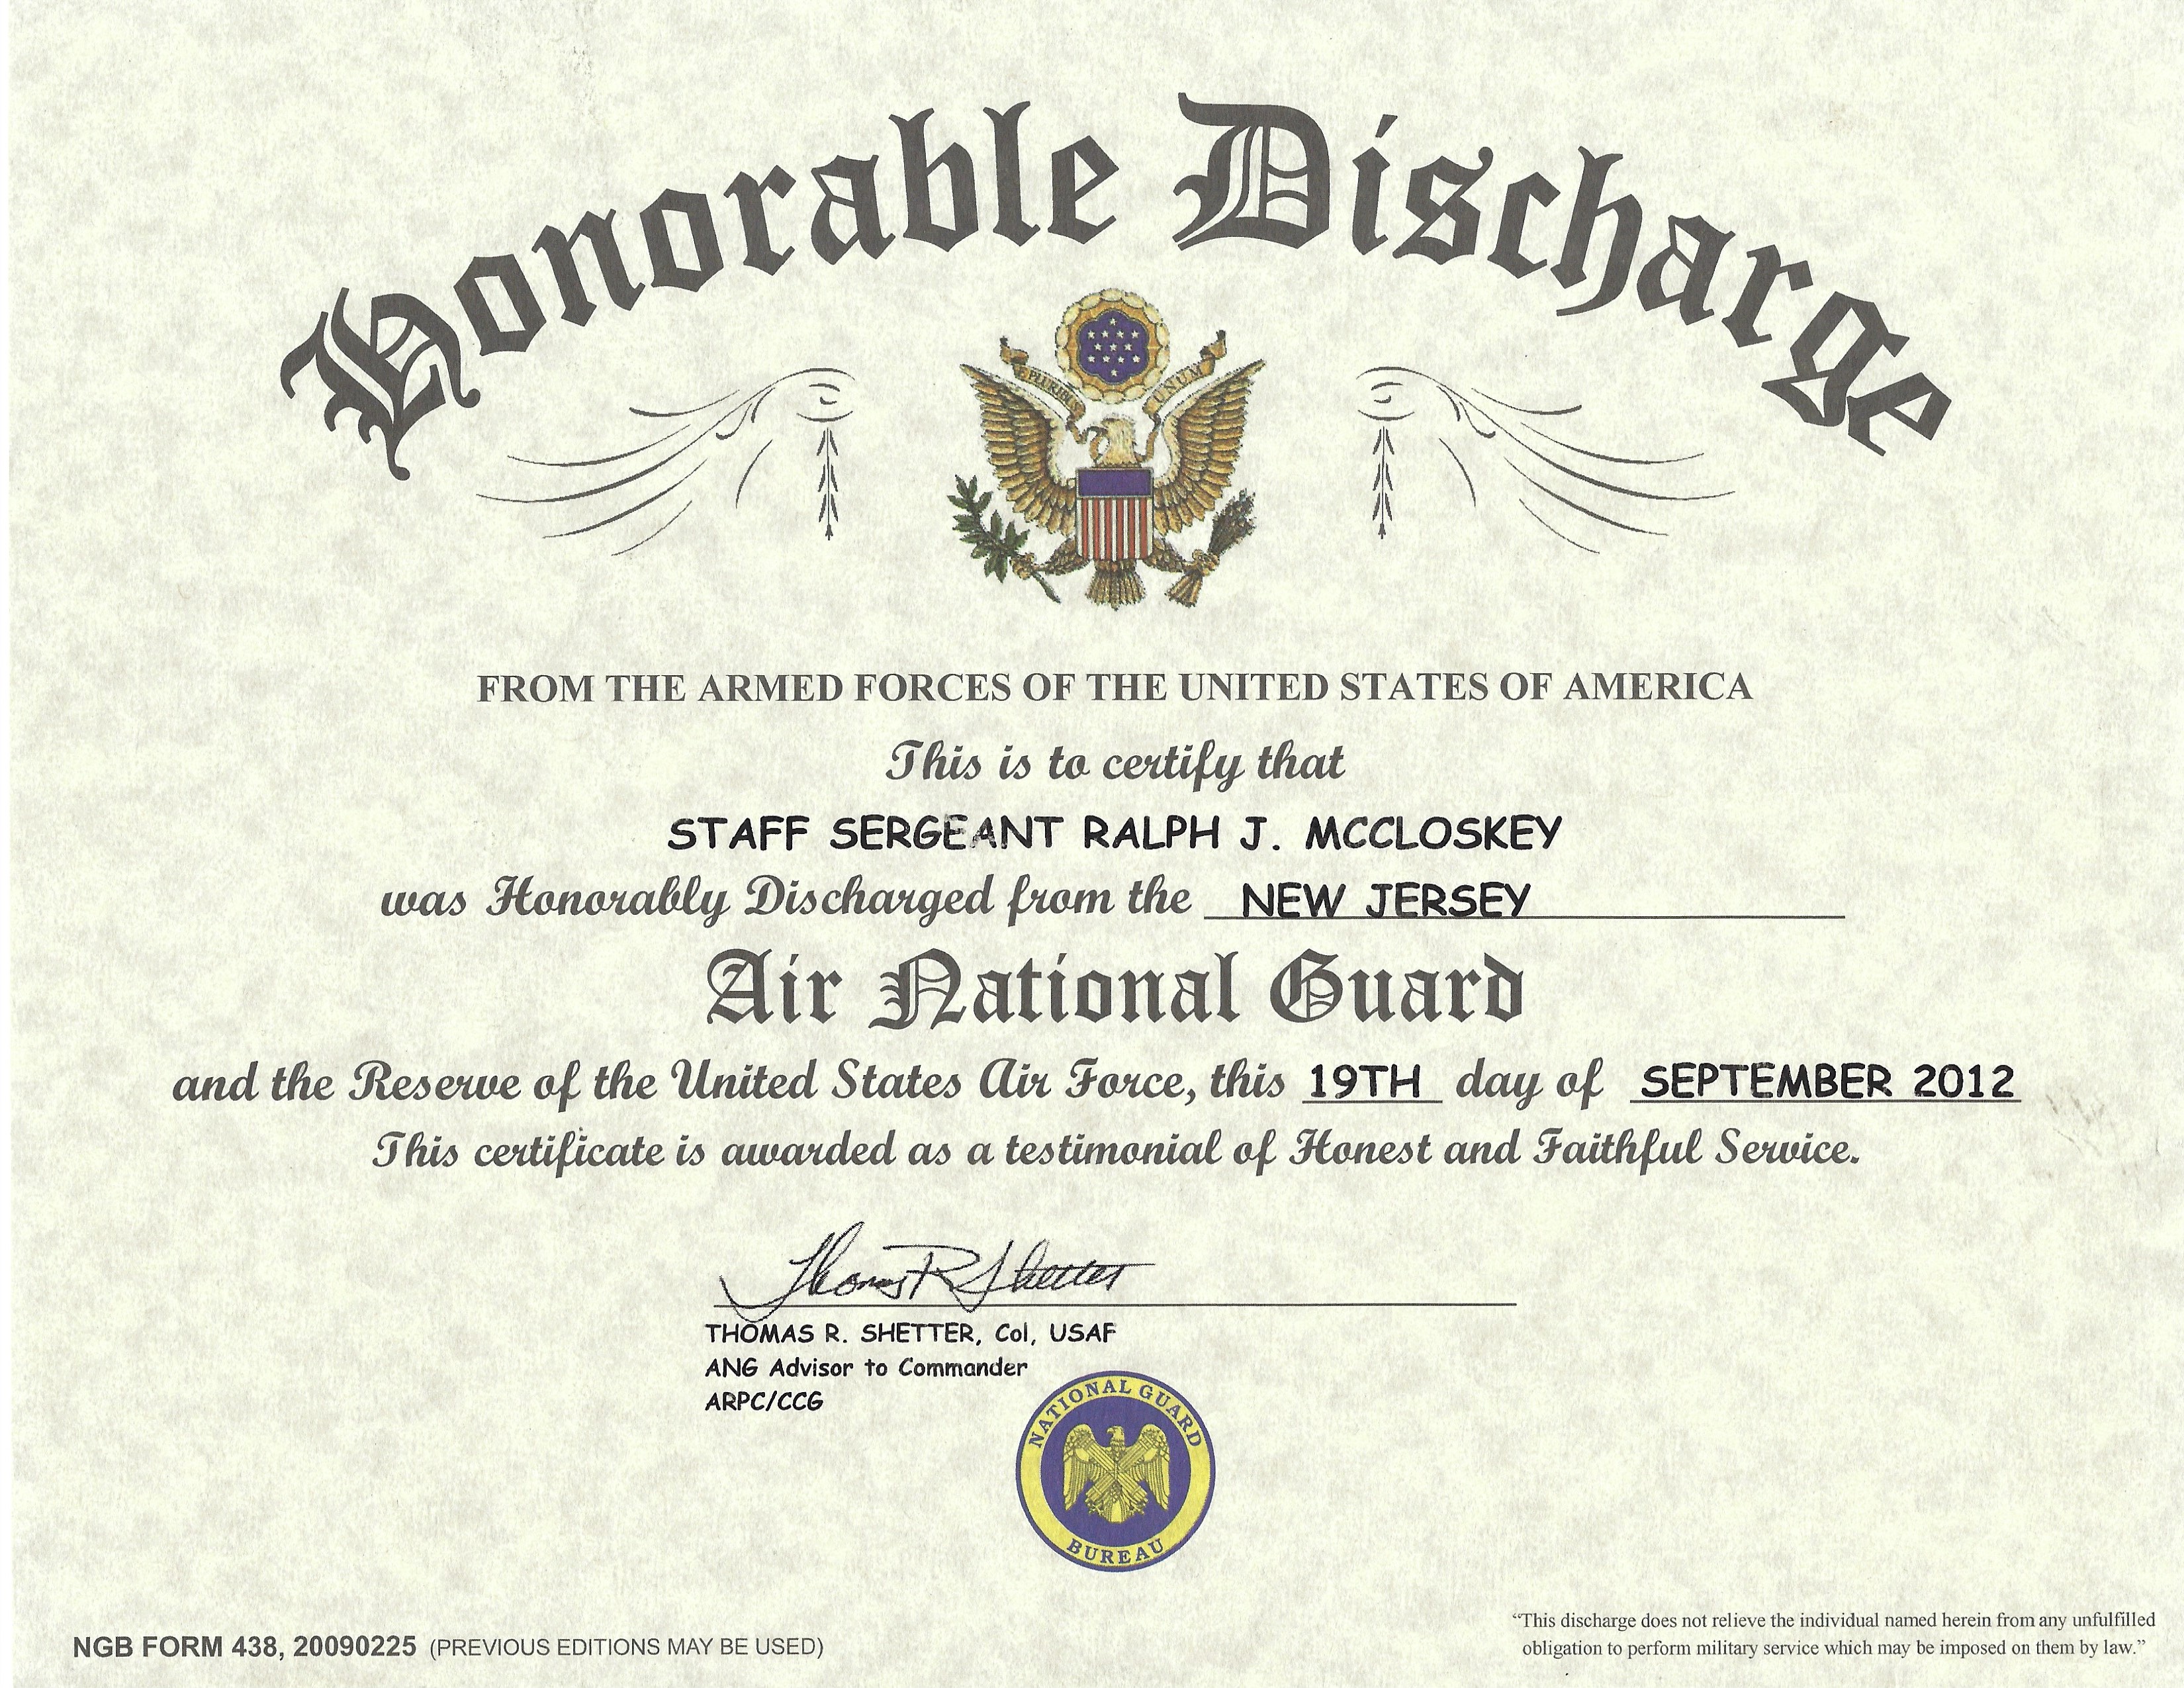 Honorable Discharge
E PLURIBUS UNUM
FROM THE ARMED FORCES OF THE UNITED STATES OF AMERICA
This is to certify that
STAFF SERGEANT RALPH J. MCCLOSKEY
was Honorably Discharged from the NEW JERSEY
Air National Guard
and the Reserve of the United States Air Force, this 19TH day of SEPTEMBER 2012
This certificate is awarded as a testimonial of Honest and Faithful Service.
Thomas R Shetter
THOMAS R. SHETTER, Col, USAF
ANG Advisor to Commander
ARPC/CCG
NATIONAL GUARD
BUREAU
NGB FORM 438, 20090225 (PREVIOUS EDITIONS MAY BE USED)
“This discharge does not relieve the individual named herein from any unfulfilled
obligation to perform military service which may be imposed on them by law.”